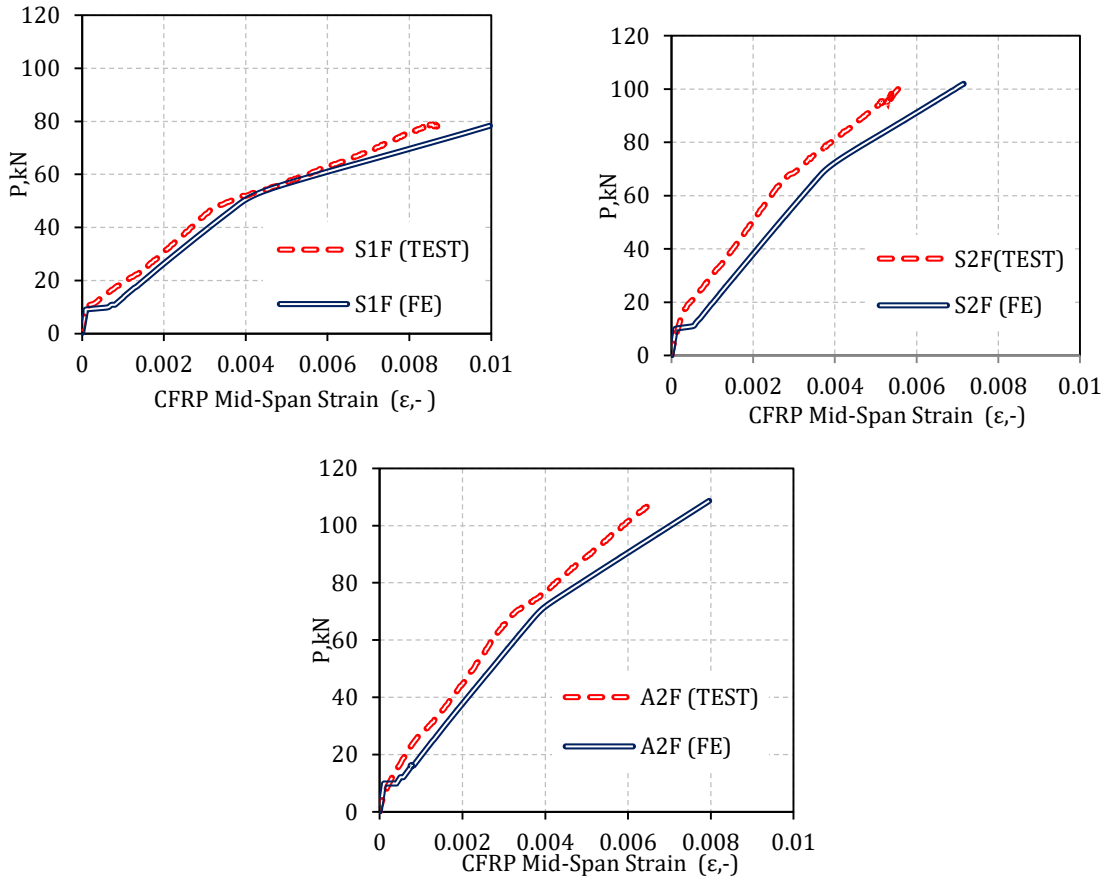 120
100
80
60
40
20
0
P,kN
S1F (TEST)
S1F (FE)
0 0.002 0.004 0.006 0.008 0.01
CFRP Mid-Span Strain (ε,- )
120
100
80
60
40
20
0
P,kN
S2F(TEST)
S2F (FE)
0 0.002 0.004 0.006 0.008 0.01
CFRP Mid-Span Strain (ε,-)
120
100
80
60
40
20
0
P,kN
A2F (TEST)
A2F (FE)
0 0.002 0.004 0.006 0.008 0.01
CFRP Mid-Span Strain (ε,-)